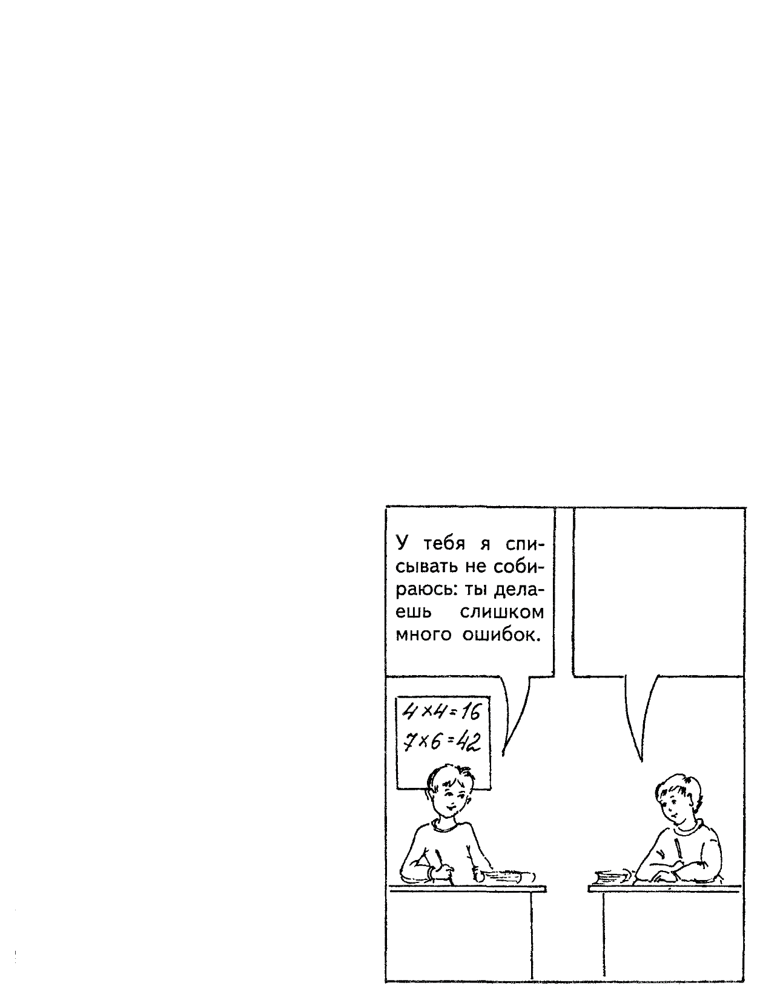 У тебя я спи-
сывать не соби-
раюсь: ты дела-
ешь слишком
много ошибок.
4×4=16
7×6=42